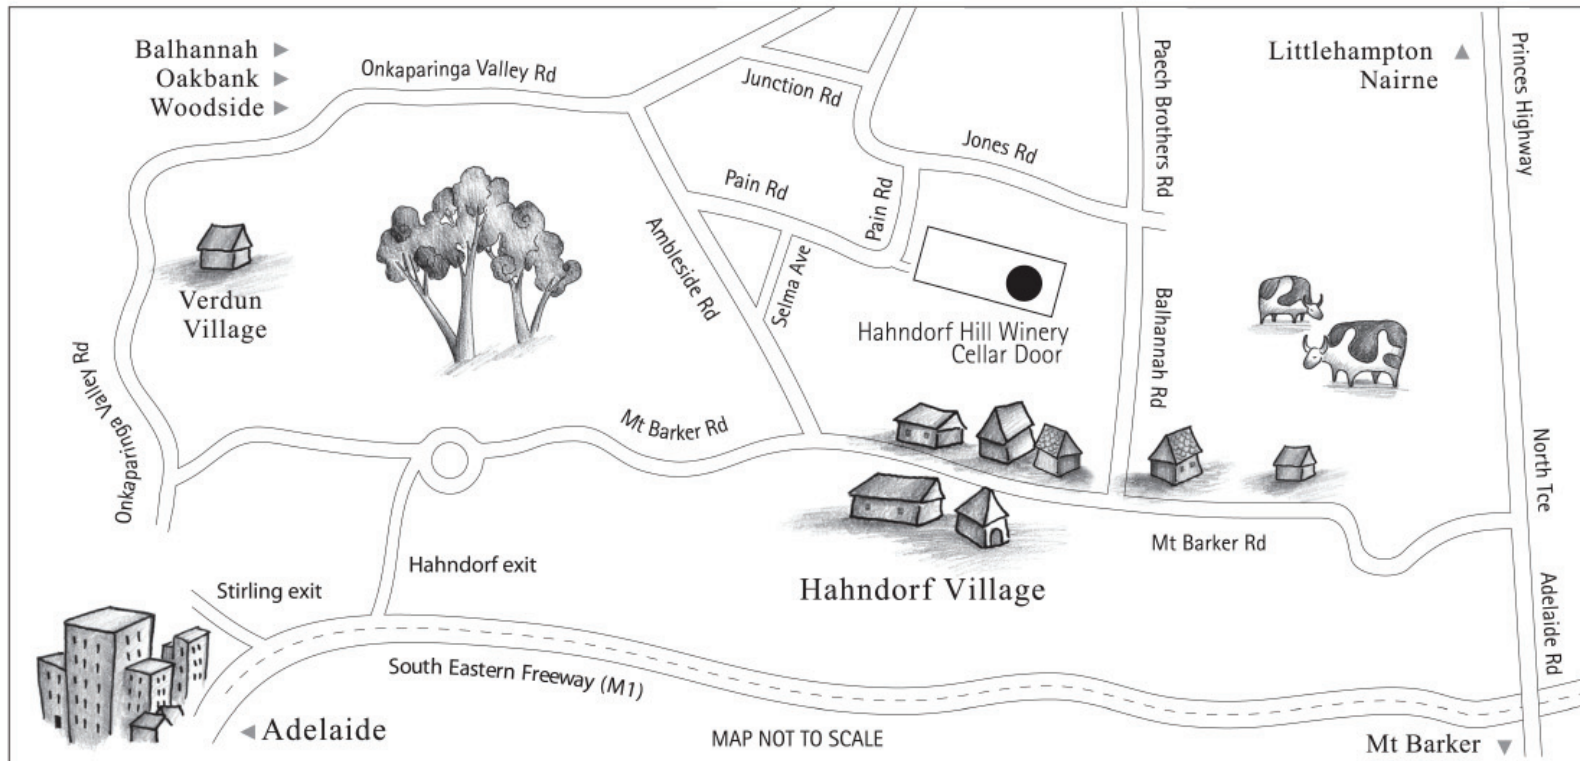 Balhannah
Oakbank
Woodside
Onkaparinga Valley Rd
Junction Rd
Paech Brothers Rd
Littlehampton
Nairne
Princes Highway
Jones Rd
Pain Rd
Pain Rd
Ambleside Rd
Selma Ave
Verdun
Village
Hahndorf Hill Winery
Cellar Door
Balhannah Rd
Onkaparinga Valley Rd
Mt Barker Rd
North Tce
Mt Barker Rd
Hahndorf exit
Hahndorf Village
Stirling exit
Adelaide Rd
South Eastern Freeway (M1)
Adelaide
MAP NOT TO SCALE
Mt Barker